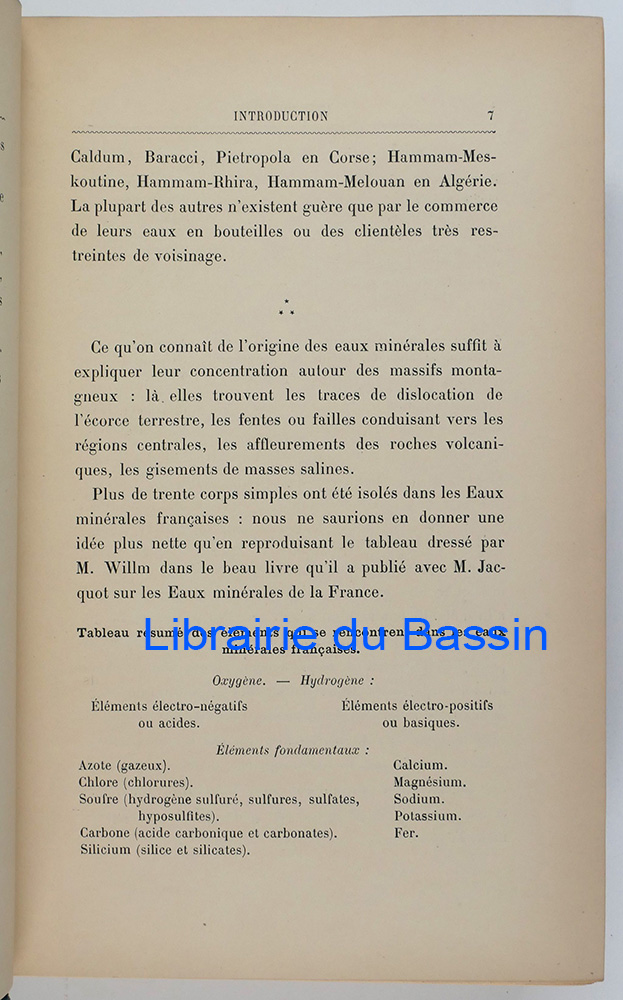 INTRODUCTION 7
Caldum, Baracci, Pietropola en Corse; Hammam-Mes-
koutine, Hammam-Rhira, Hammam-Melouan en Algérie.
La plupart des autres n'existent guère que par le commerce
de leurs eaux en bouteilles ou des clientèles très res-
treintes de voisinage.
Ce qu'on connaît de l'origine des eaux minérales suffit à
expliquer leur concentration autour des massifs monta-
gneux : là elles trouvent les traces de dislocation de
l'écorce terrestre, les fentes ou failles conduisant vers les
régions centrales, les affleurements des roches volcani-
ques, les gisements de masses salines.
Plus de trente corps simples ont été isolés dans les Eaux
minérales françaises : nous ne saurions en donner une
idée plus nette qu'en reproduisant le tableau dressé par
M. Willm dans le beau livre qu'il a publié avec M. Jac-
quot sur les Eaux minérales de la France.
Tableau résumé des éléments qui se rencontrent dans les eaux
minérales françaises.
Librairie du Bassin
Oxygène. — Hydrogène :
Éléments électro-négatifs
ou acides.
Éléments électro-positifs
ou basiques.
Éléments fondamentaux :
Azote (gazeux).
Chlore (chlorures).
Soufre (hydrogène sulfuré, sulfures, sulfates,
hyposulfites).
Carbone (acide carbonique et carbonates).
Silicium (silice et silicates).
Calcium.
Magnésium.
Sodium.
Potassium.
Fer.